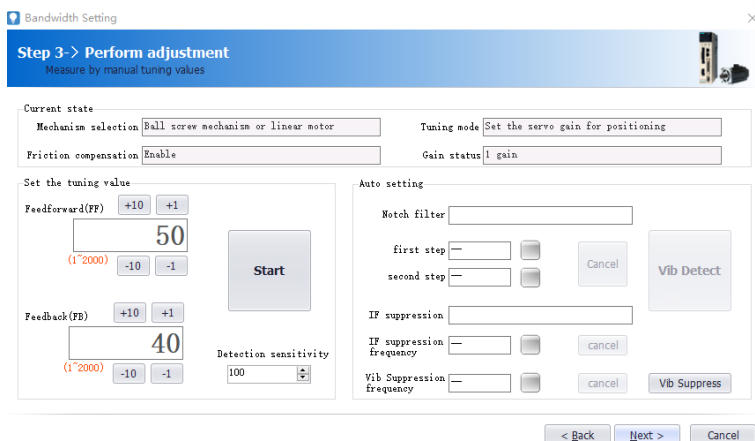 Bandwidth Setting
Step 3-> Perform adjustment
Measure by manual tuning values
Current state
Mechanism selection Ball screw mechanism or linear motor
Tuning mode Set the servo gain for positioning
Friction compensation Enable
Gain status 1 gain
Set the tuning value
Feedforward(FF) +10 +1
50
(1~2000) -10 -1
Start
Feedback(FB) +10 +1
40
(1~2000) -10 -1
Detection sensitivity
100
Auto setting
Notch filter
first step —
second step —
Cancel
Vib Detect
IF suppression
IF suppression
frequency — cancel
Vib Suppression
frequency — cancel Vib Suppress
< Back Next > Cancel